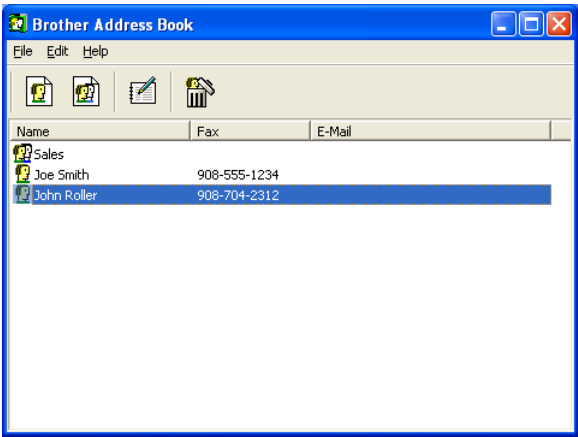 Brother Address Book
File Edit Help
Name Fax E-Mail
Sales
Joe Smith 908-555-1234
John Roller 908-704-2312